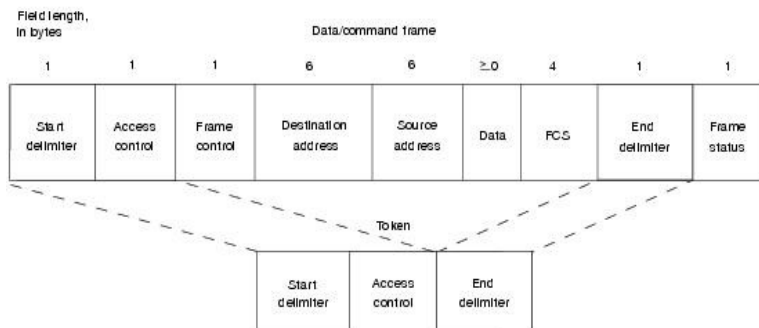 Field length,
In bytes
Data/command frame
1 1 1 6 6 ≥0 4 1 1
Start delimiter
Access control
Frame control
Destination address
Source address
Data
FCS
End delimiter
Frame status
Token
Start delimiter
Access control
End delimiter